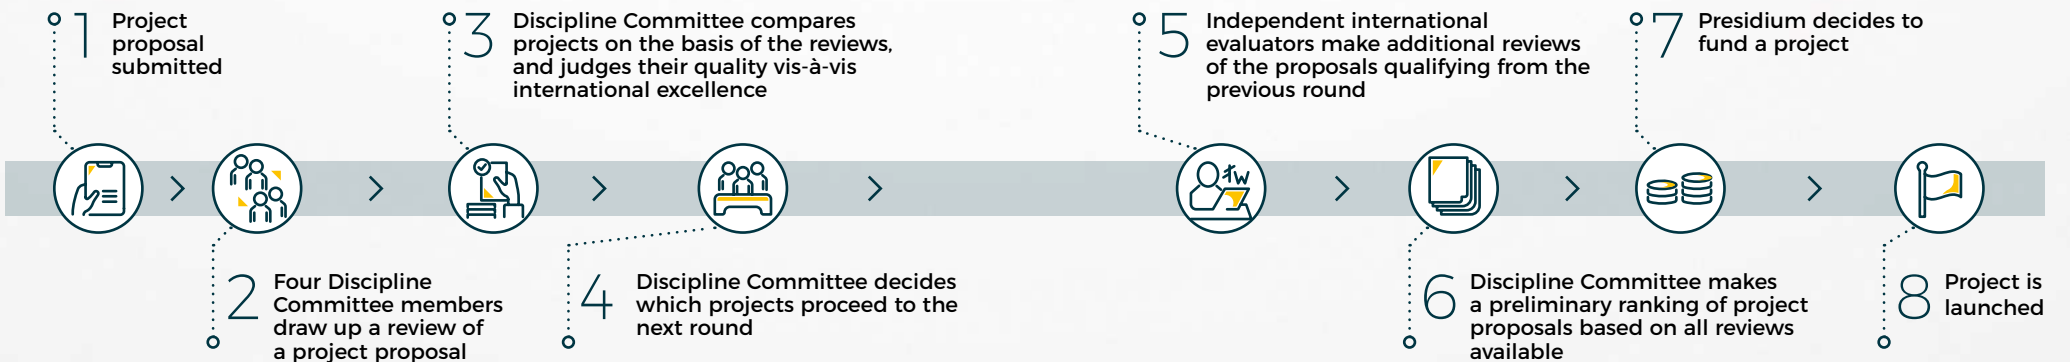 1
Project
proposal
submitted
2
Four Discipline
Committee members
draw up a review of
a project proposal
3
Discipline Committee compares
projects on the basis of the reviews,
and judges their quality vis-à-vis
international excellence
4
Discipline Committee decides
which projects proceed to the
next round
5
Independent international
evaluators make additional reviews
of the proposals qualifying from the
previous round
6
Discipline Committee makes
a preliminary ranking of project
proposals based on all reviews
available
7
Presidium decides to
fund a project
8
Project is
launched